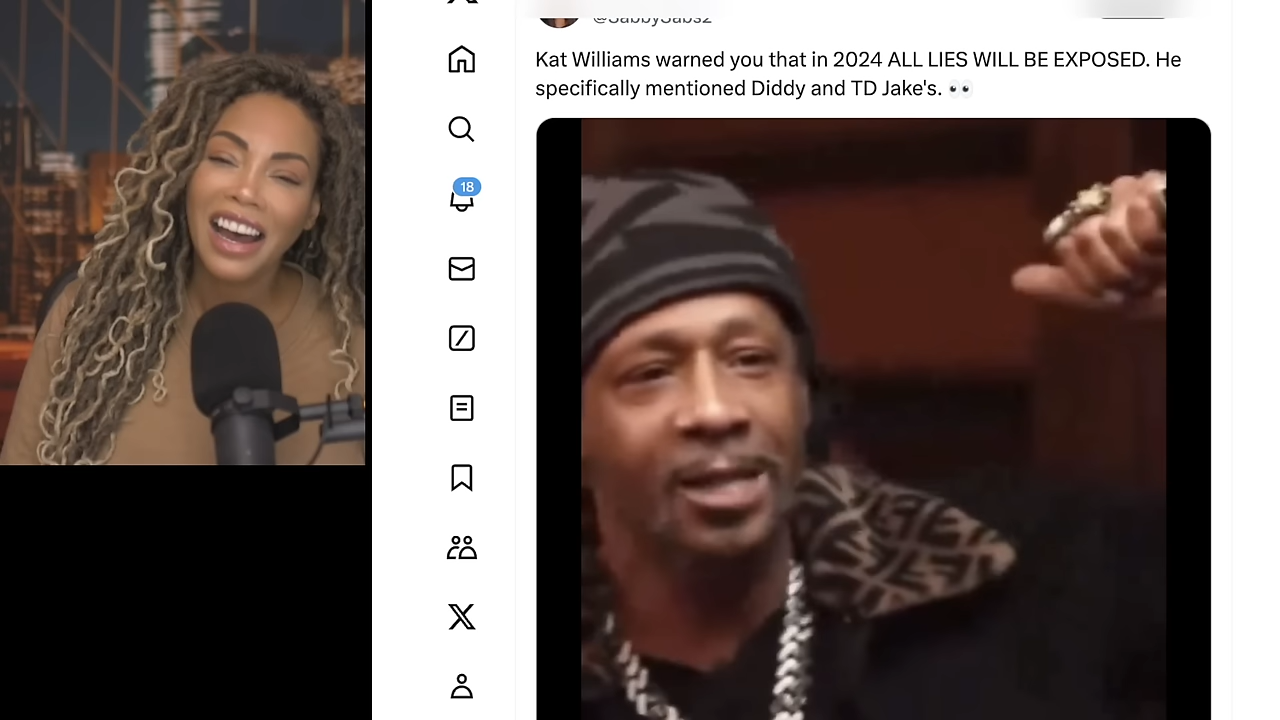 @SabbySabs2
Kat Williams warned you that in 2024 ALL LIES WILL BE EXPOSED. He
specifically mentioned Diddy and TD Jake's. 👀
18